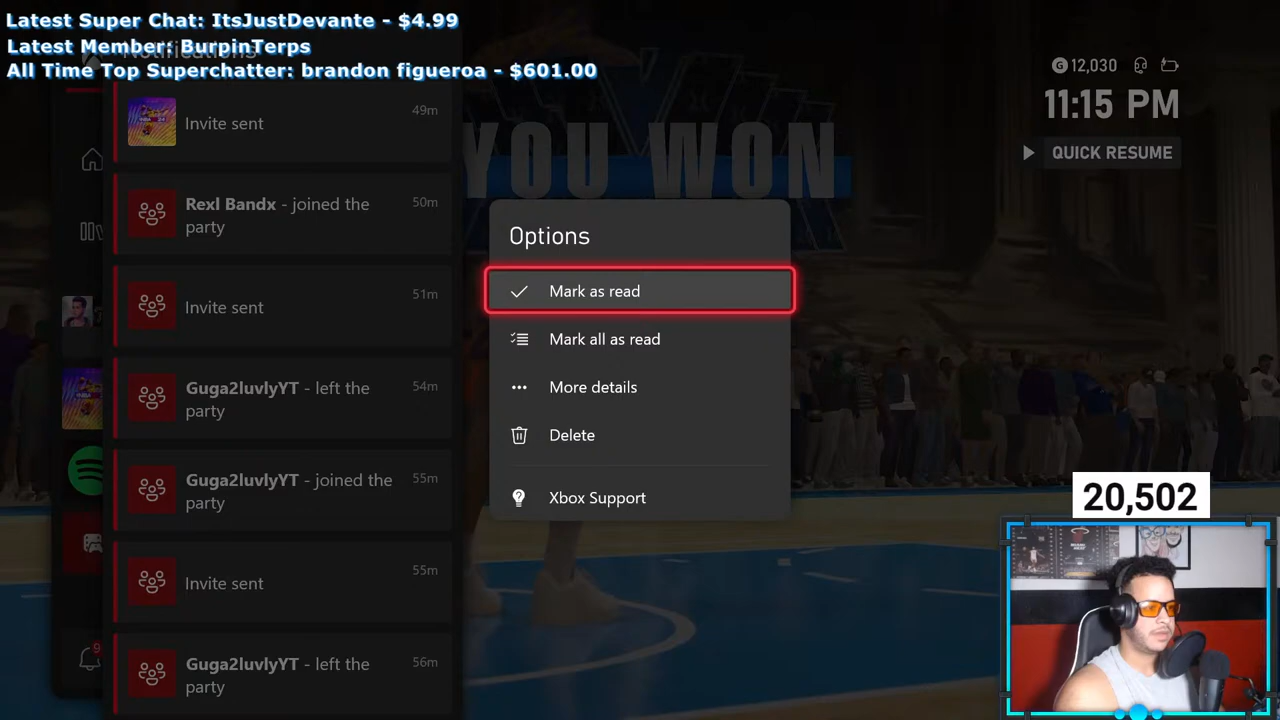 Latest Super Chat: ItsJustDevante - $4.99
Latest Member: BurpinTerps
All Time Top Superchatter: brandon figueroa - $601.00
Notifications
Invite sent
49m
Rexl Bandx - joined the
party
50m
Invite sent
51m
Guga2luvlyYT - left the
party
54m
Guga2luvlyYT - joined the
party
55m
Invite sent
55m
Guga2luvlyYT - left the
party
56m
9
YOU WON
Options
Mark as read
Mark all as read
More details
Delete
Xbox Support
G 12,030
11:15 PM
QUICK RESUME
20,502